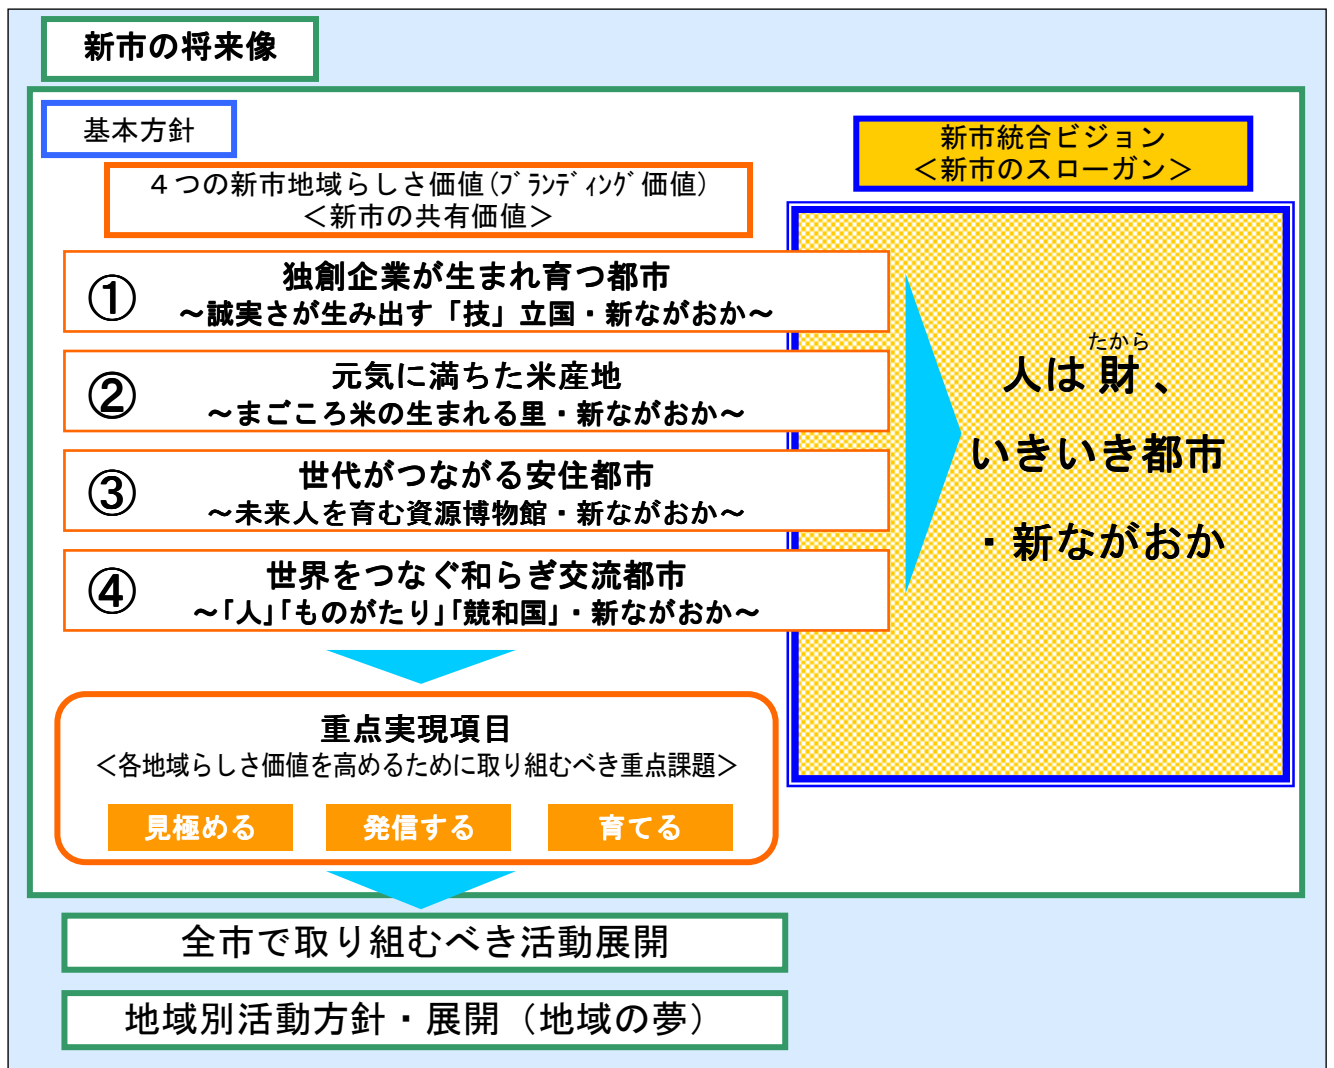 新市の将来像
基本方針
４つの新市地域らしさ価値(ﾌﾞﾗﾝﾃﾞｨﾝｸﾞ価値)
＜新市の共有価値＞
新市統合ビジョン
＜新市のスローガン＞
① 独創企業が生まれ育つ都市
～誠実さが生み出す「技」立国・新ながおか～
② 元気に満ちた米産地
～まごころ米の生まれる里・新ながおか～
③ 世代がつながる安住都市
～未来人を育む資源博物館・新ながおか～
④ 世界をつなぐ和らぎ交流都市
～「人」「ものがたり」「競和国」・新ながおか～
たから
人は 財 、
いきいき都市
・新ながおか
重点実現項目
＜各地域らしさ価値を高めるために取り組むべき重点課題＞
見極める 発信する 育てる
全市で取り組むべき活動展開
地域別活動方針・展開（地域の夢）